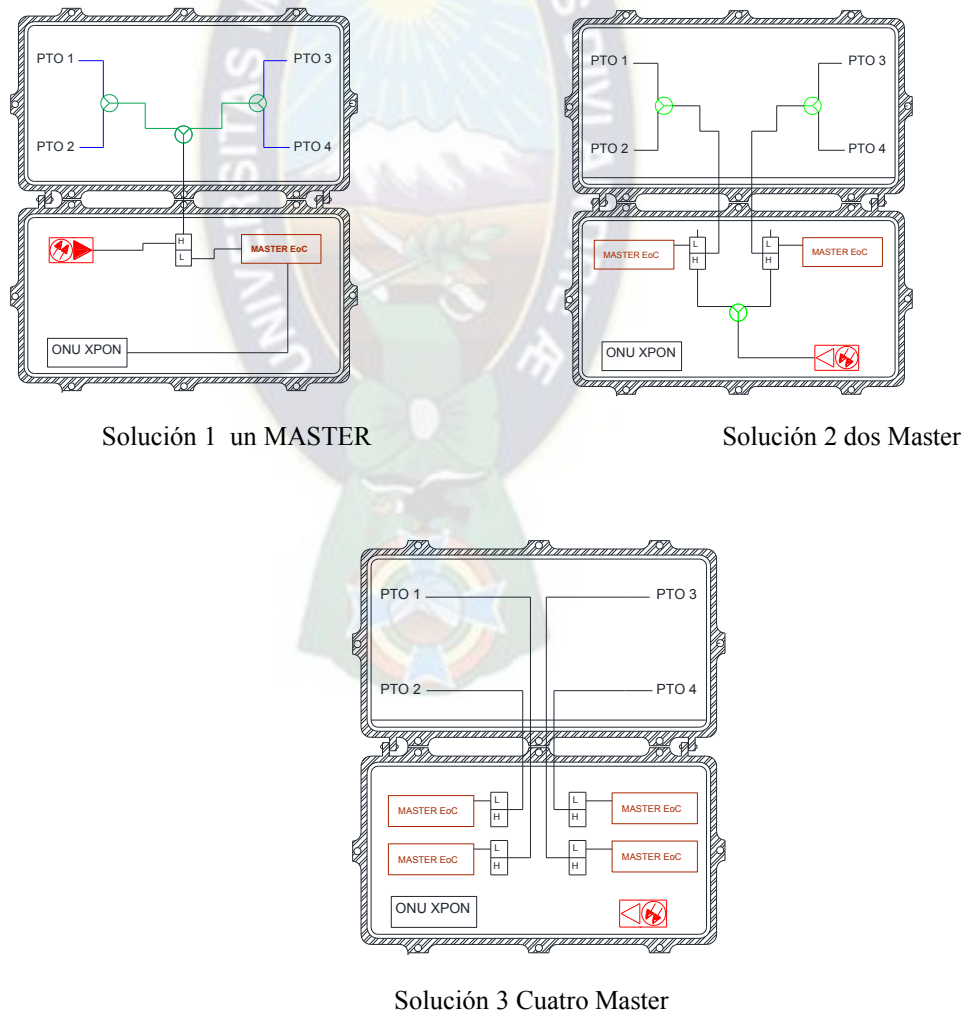 PTO 1
PTO 3
PTO 2
PTO 4
H
L
MASTER EoC
ONU XPON
PTO 1
PTO 3
PTO 2
PTO 4
MASTER EoC
L
H
L
H
MASTER EoC
ONU XPON
Solución 1 un MASTER
Solución 2 dos Master
PTO 1
PTO 3
PTO 2
PTO 4
MASTER EoC
L
H
L
H
MASTER EoC
MASTER EoC
L
H
L
H
MASTER EoC
ONU XPON
Solución 3 Cuatro Master